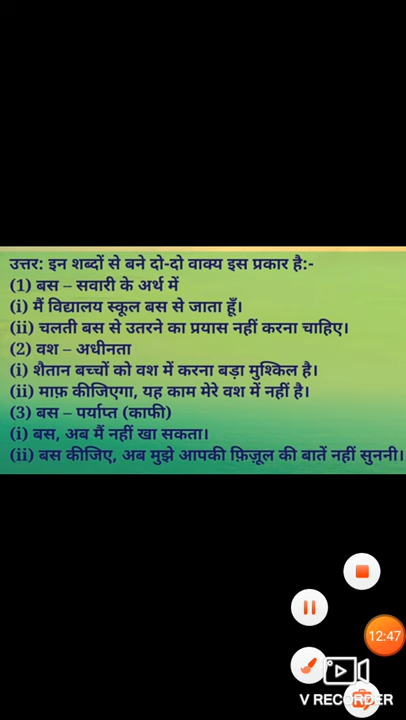 उत्तर: इन शब्दों से बने दो-दो वाक्य इस प्रकार है:-
(1) बस – सवारी के अर्थ में
(i) मैं विद्यालय स्कूल बस से जाता हूँ।
(ii) चलती बस से उतरने का प्रयास नहीं करना चाहिए।
(2) वश – अधीनता
(i) शैतान बच्चों को वश में करना बड़ा मुश्किल है।
(ii) माफ़ कीजिएगा, यह काम मेरे वश में नहीं है।
(3) बस – पर्याप्त (काफी)
(i) बस, अब मैं नहीं खा सकता।
(ii) बस कीजिए, अब मुझे आपकी फ़िज़ूल की बातें नहीं सुननी।
12:47
V RECORDER